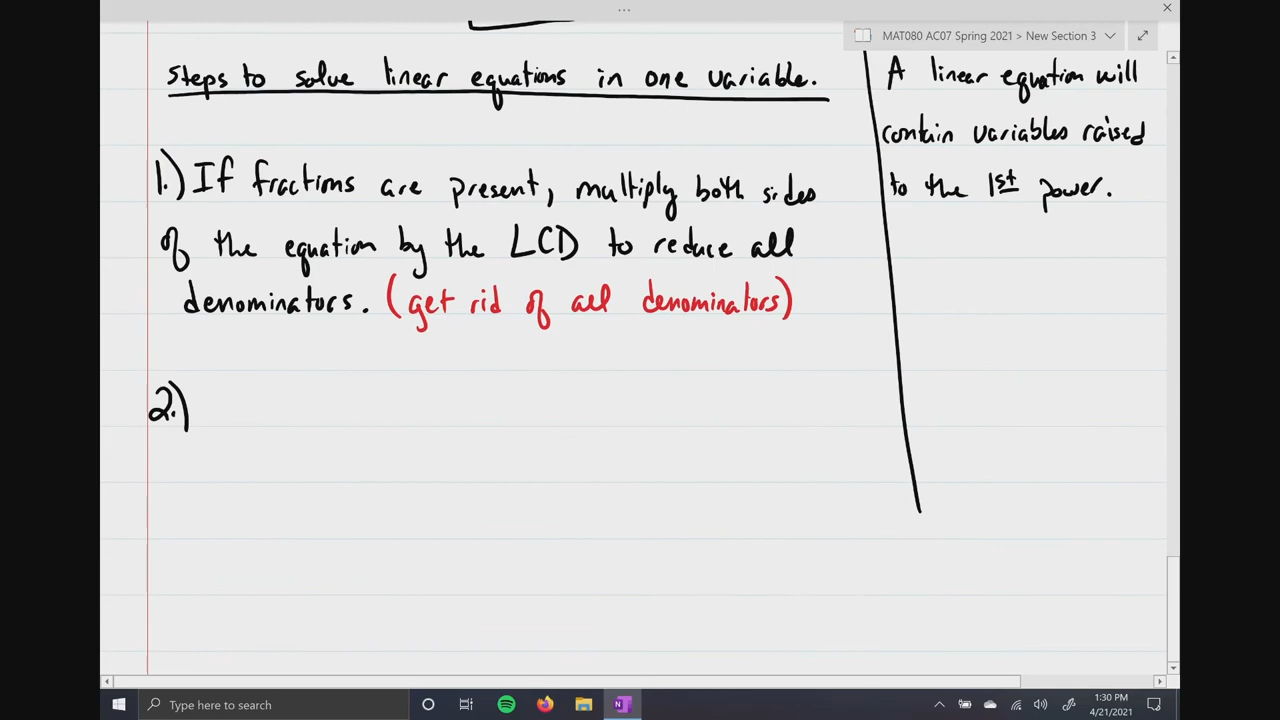 MAT080 AC07 Spring 2021 > New Section 3
steps to solve linear equations in one variable.
1.) If fractions are present, multiply both sides
of the equation by the LCD to reduce all
denominators. (get rid of all denominators)
2.)
A linear equation will
contain variables raised
to the 1st power.
Type here to search
1:30 PM
4/21/2021